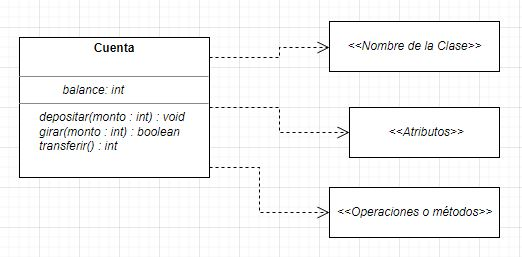 Cuenta
balance: int
depositar(monto : int) : void
girar(monto : int) : boolean
transferir() : int
<<Nombre de la Clase>>
<<Atributos>>
<<Operaciones o métodos>>